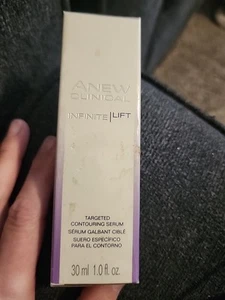 ANEW
CLINICAL
INFINITE | LIFT
TARGETED
CONTOURING SERUM
SÉRUM GALBANT CIBLÉ
SUERO ESPECÍFICO
PARA EL CONTORNO
30 ml 1.0 fl. oz.